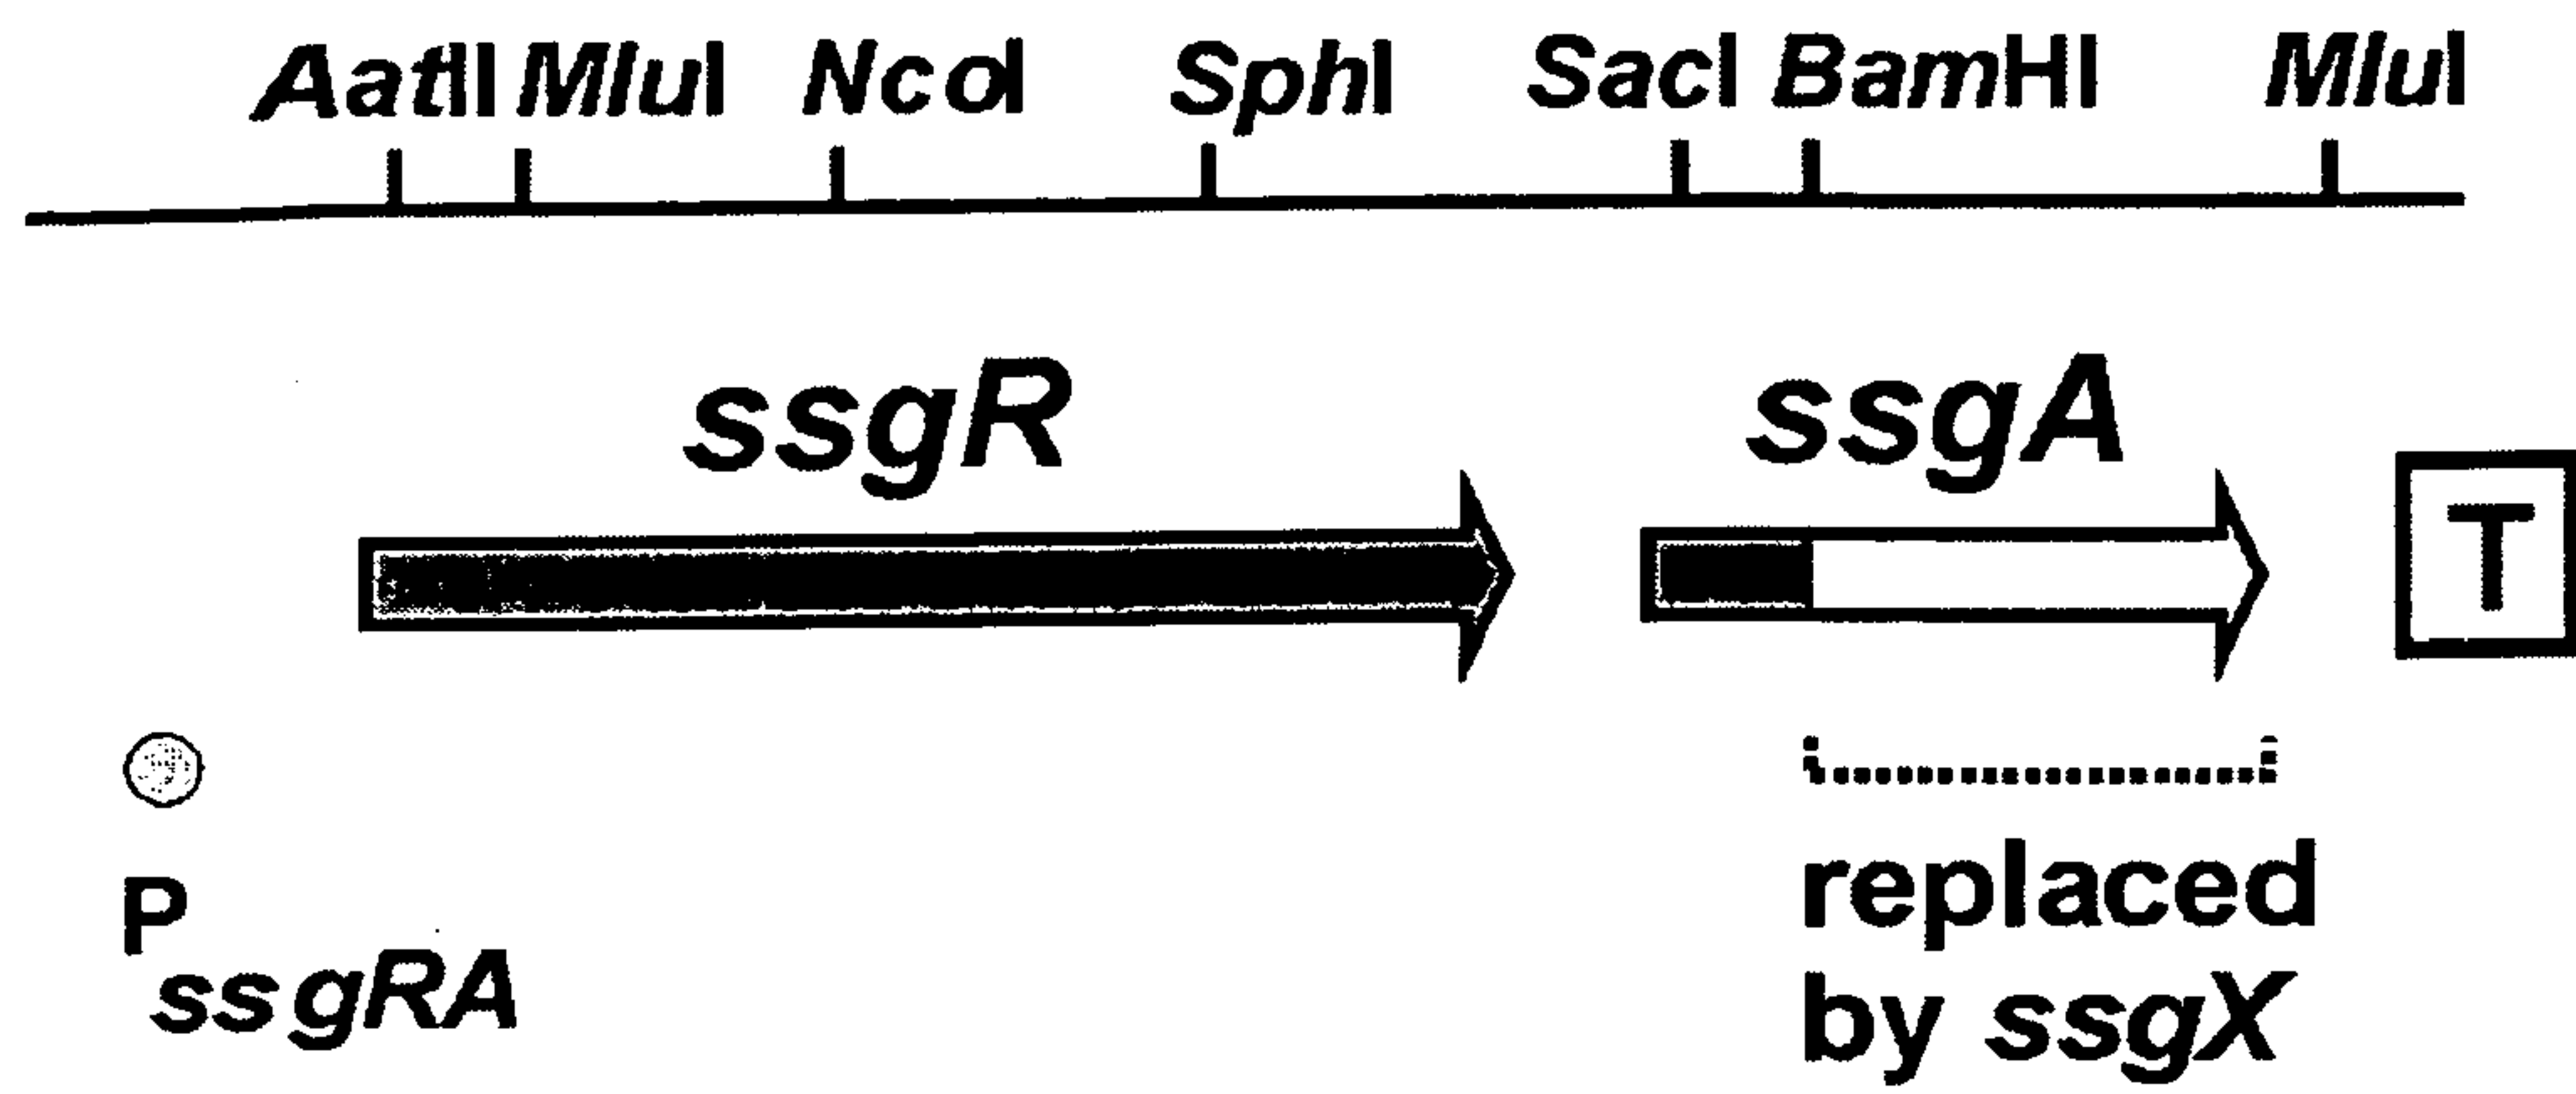 AatII MluI NcoI SphI SacI BamHI MluI
ssgR ssgA
T
P ssgRA
replaced
by ssgX